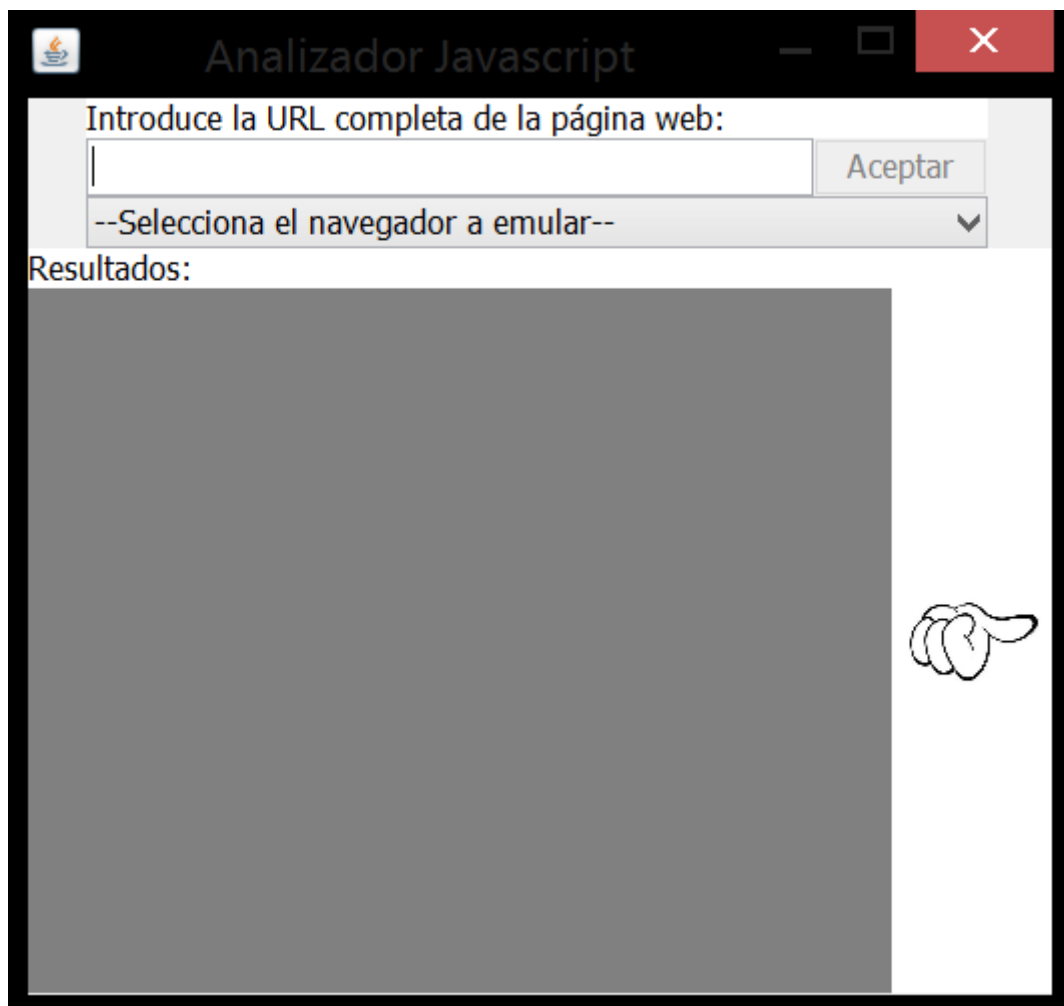 Analizador Javascript
Introduce la URL completa de la página web:
Aceptar
--Selecciona el navegador a emular--
Resultados: